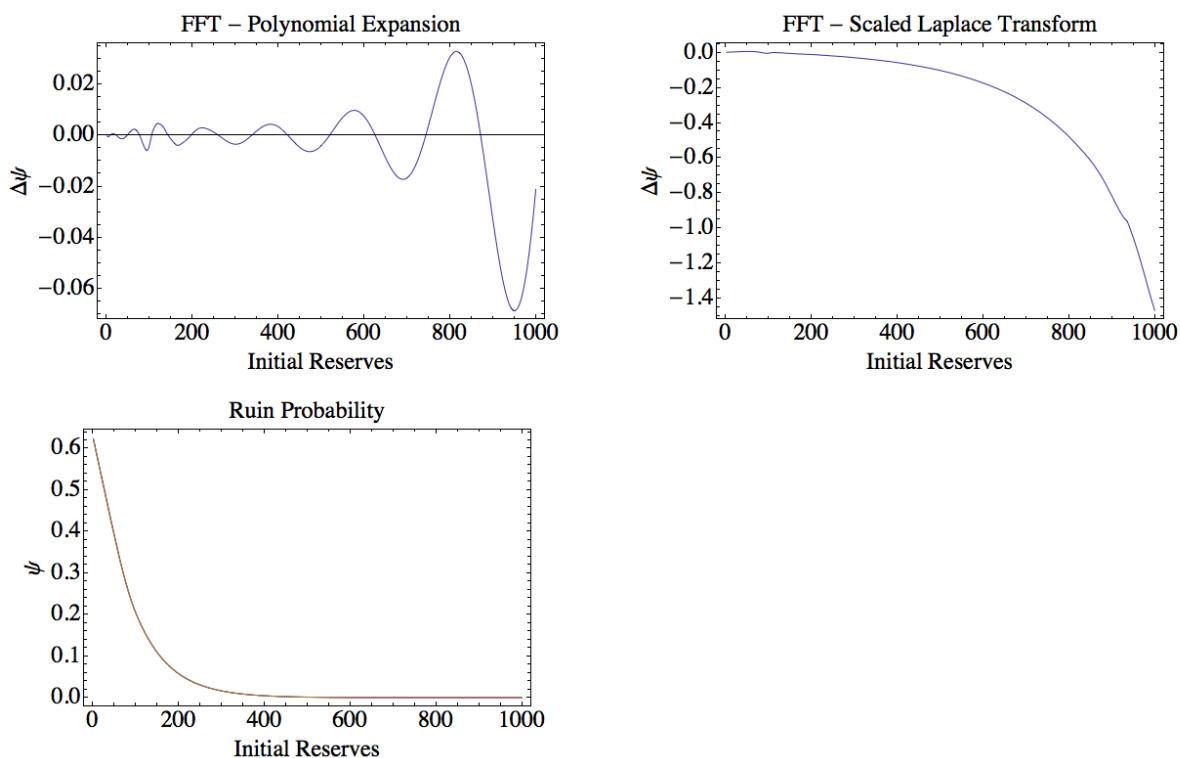 FFT – Polynomial Expansion
0.02
0.00
−0.02
−0.04
−0.06
Δψ
0 200 400 600 800 1000
Initial Reserves
FFT – Scaled Laplace Transform
0.0
−0.2
−0.4
−0.6
−0.8
−1.0
−1.2
−1.4
Δψ
0 200 400 600 800 1000
Initial Reserves
Ruin Probability
0.6
0.5
0.4
0.3
0.2
0.1
0.0
ψ
0 200 400 600 800 1000
Initial Reserves